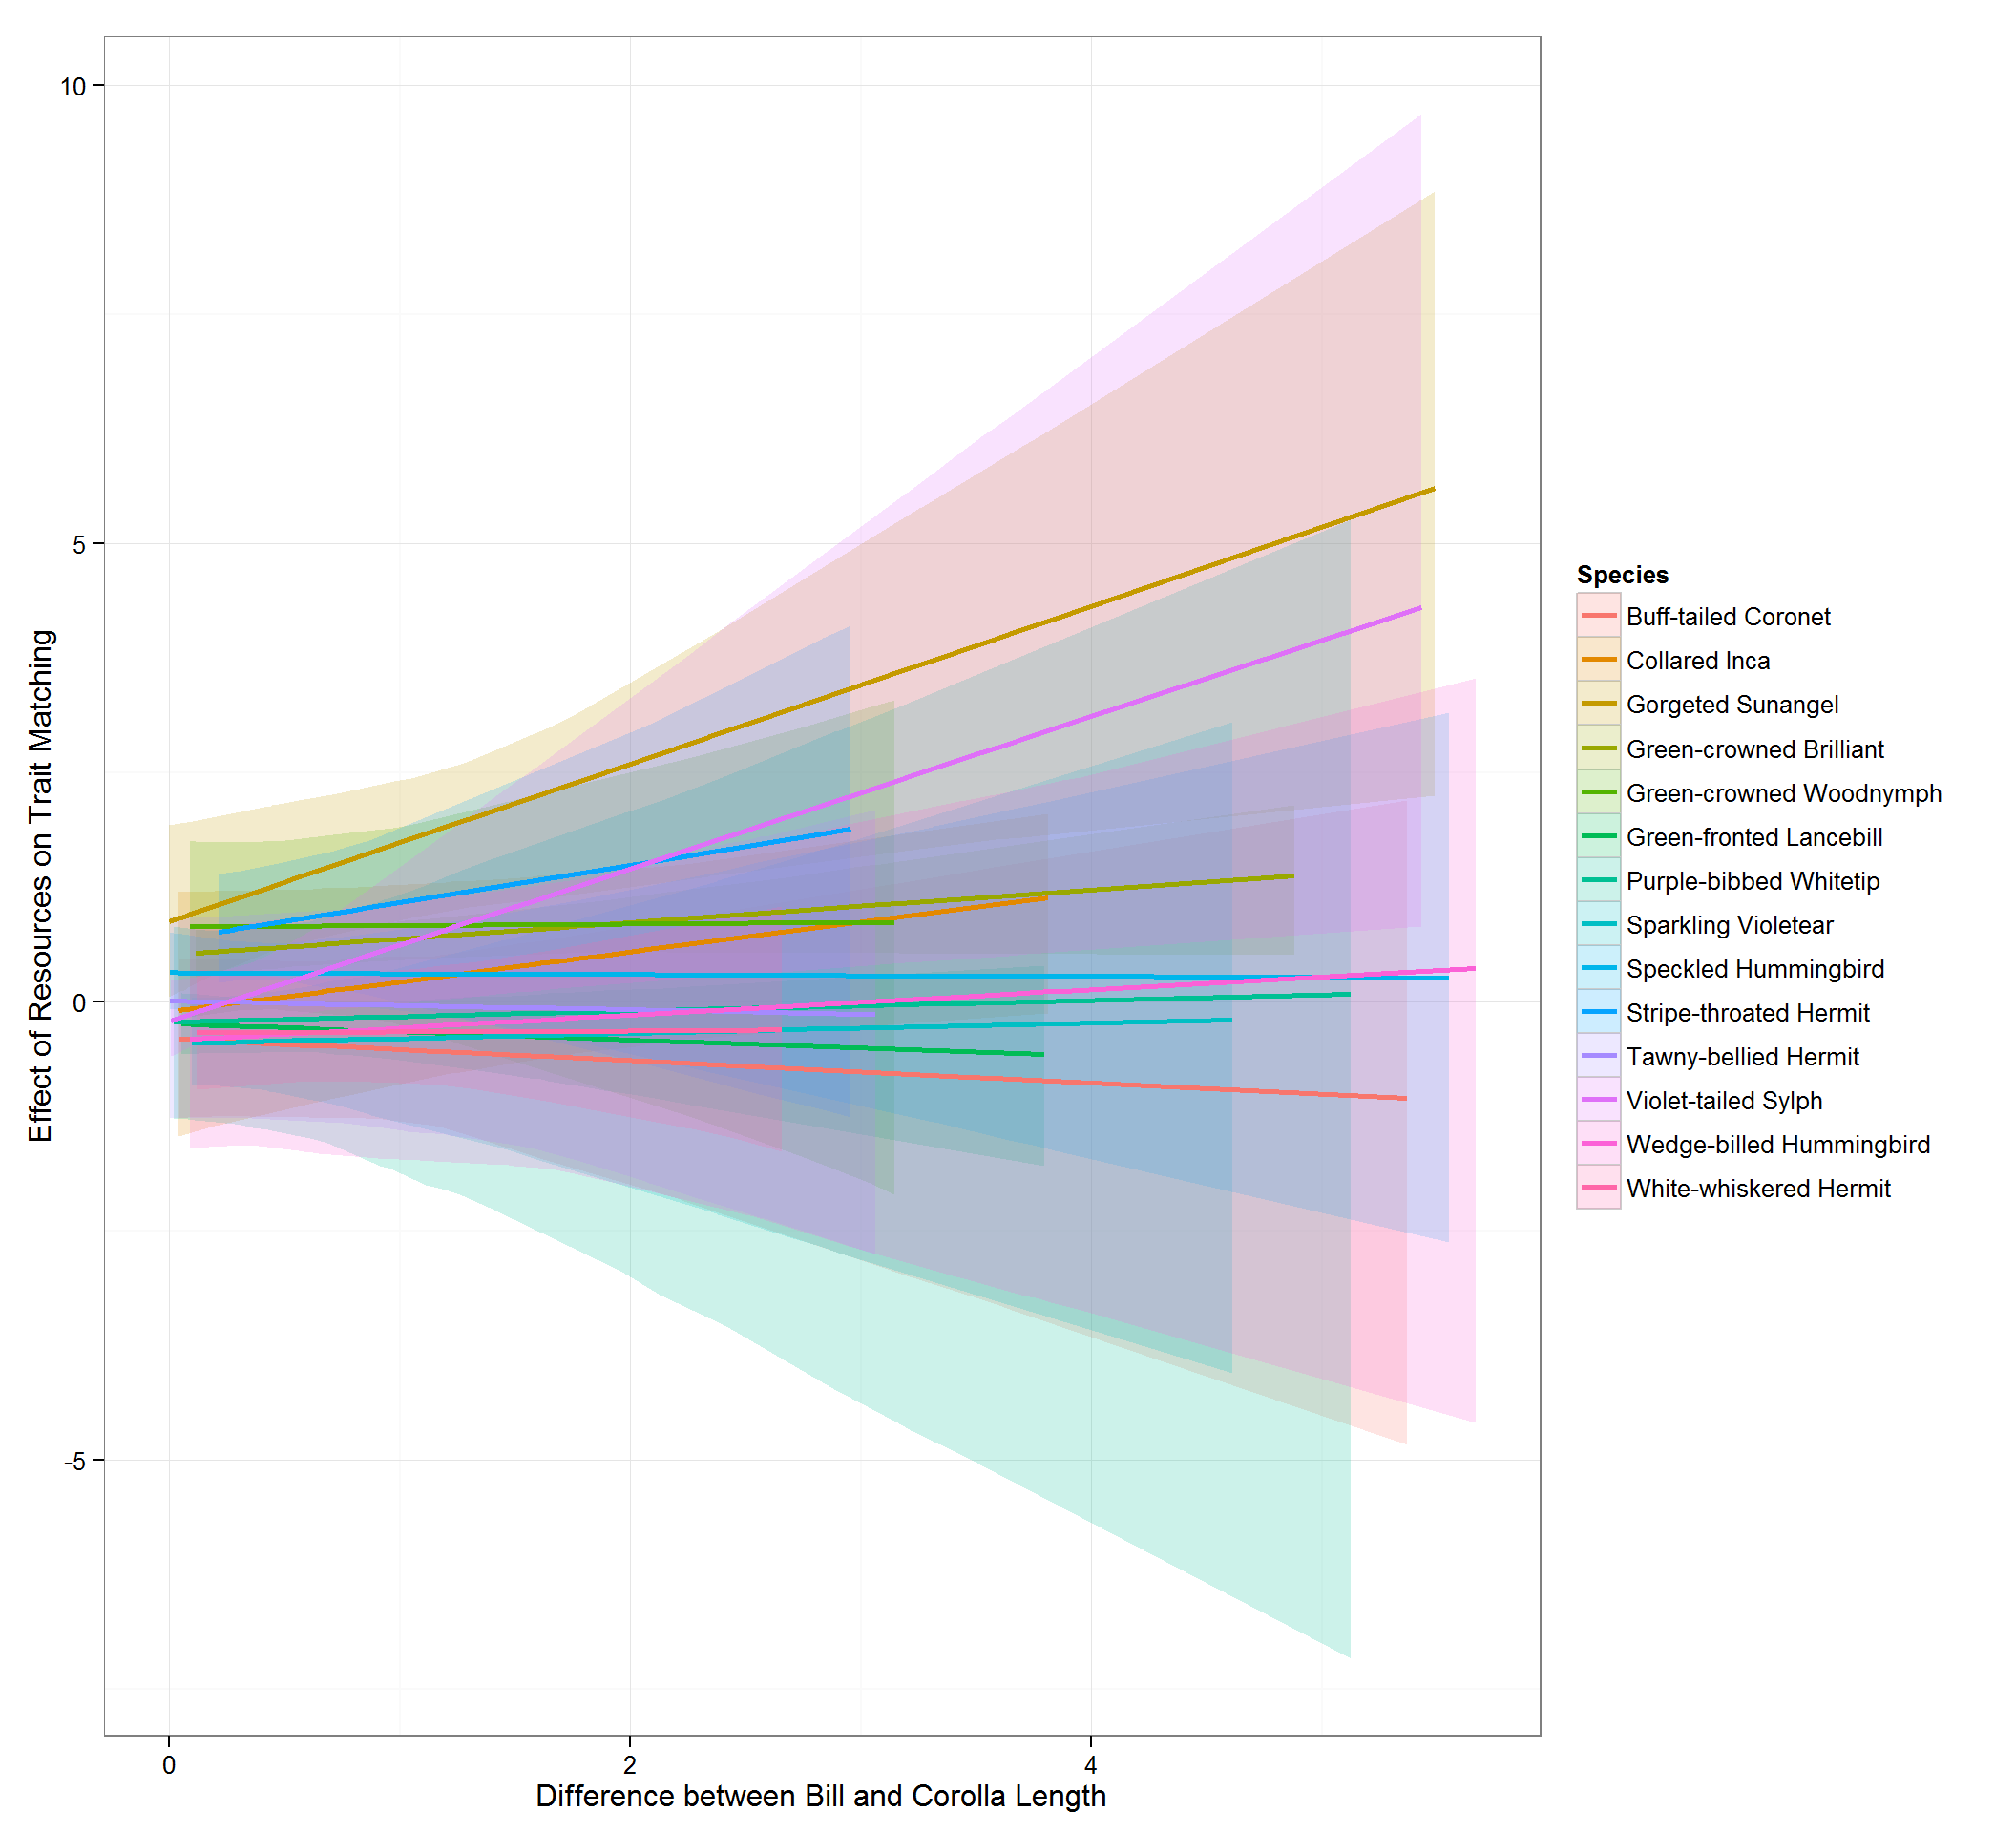 10
5
0
-5
Effect of Resources on Trait Matching
0
2
4
Difference between Bill and Corolla Length
Species
Buff-tailed Coronet
Collared Inca
Gorgeted Sunangel
Green-crowned Brilliant
Green-crowned Woodnymph
Green-fronted Lancebill
Purple-bibbed Whitetip
Sparkling Violetear
Speckled Hummingbird
Stripe-throated Hermit
Tawny-bellied Hermit
Violet-tailed Sylph
Wedge-billed Hummingbird
White-whiskered Hermit